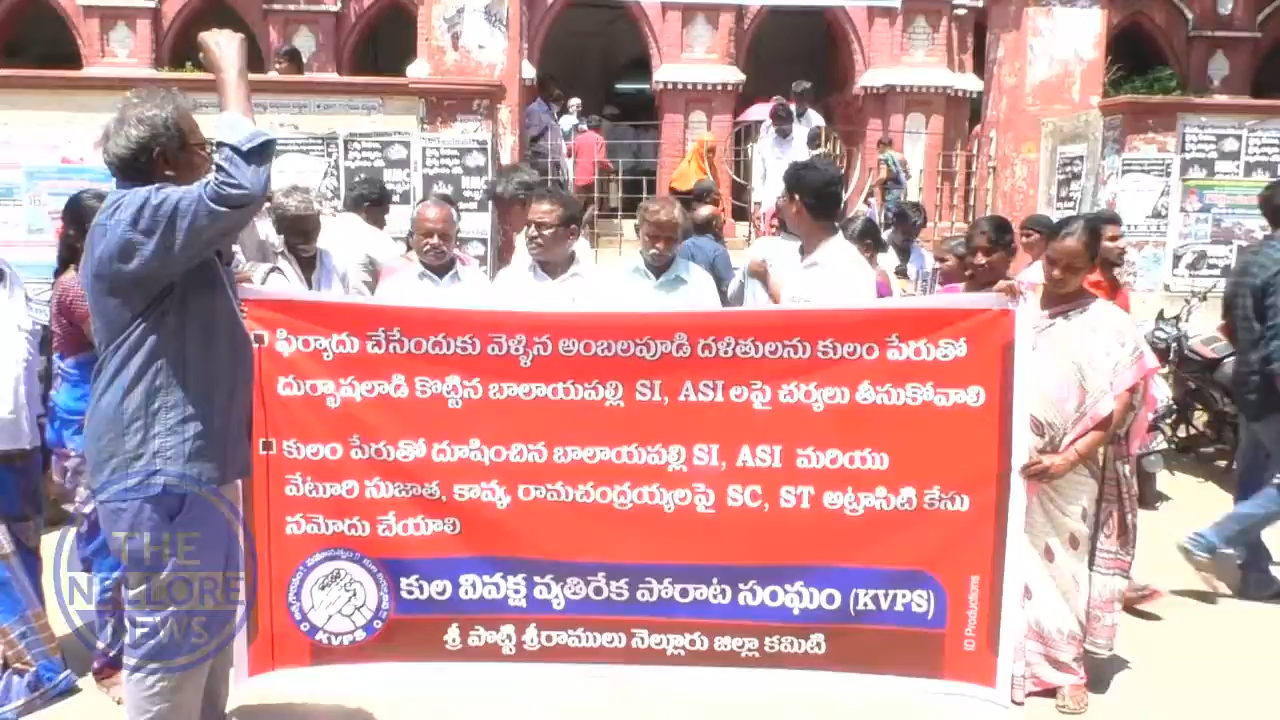 ఫిర్యాదు చేసేందుకు వెళ్ళిన అంబలపూడి దళితులను కులం పేరుతో
దుర్భాషలాడి కొట్టిన బాలాయపల్లి SI, ASI లపై చర్యలు తీసుకోవాలి
కులం పేరుతో దూషించిన బాలాయపల్లి SI, ASI మరియు
వేటూరి సుజాత, కావ్య, రామచంద్రయ్యలపై SC, ST అట్రాసిటి కేసు
నమోదు చేయాలి
కుల వివక్ష వ్యతిరేక పోరాట సంఘం (KVPS)
శ్రీ పొట్టి శ్రీరాములు నెల్లూరు జిల్లా కమిటి
KVPS
ID Productions
THE
NELLORE
NEWS